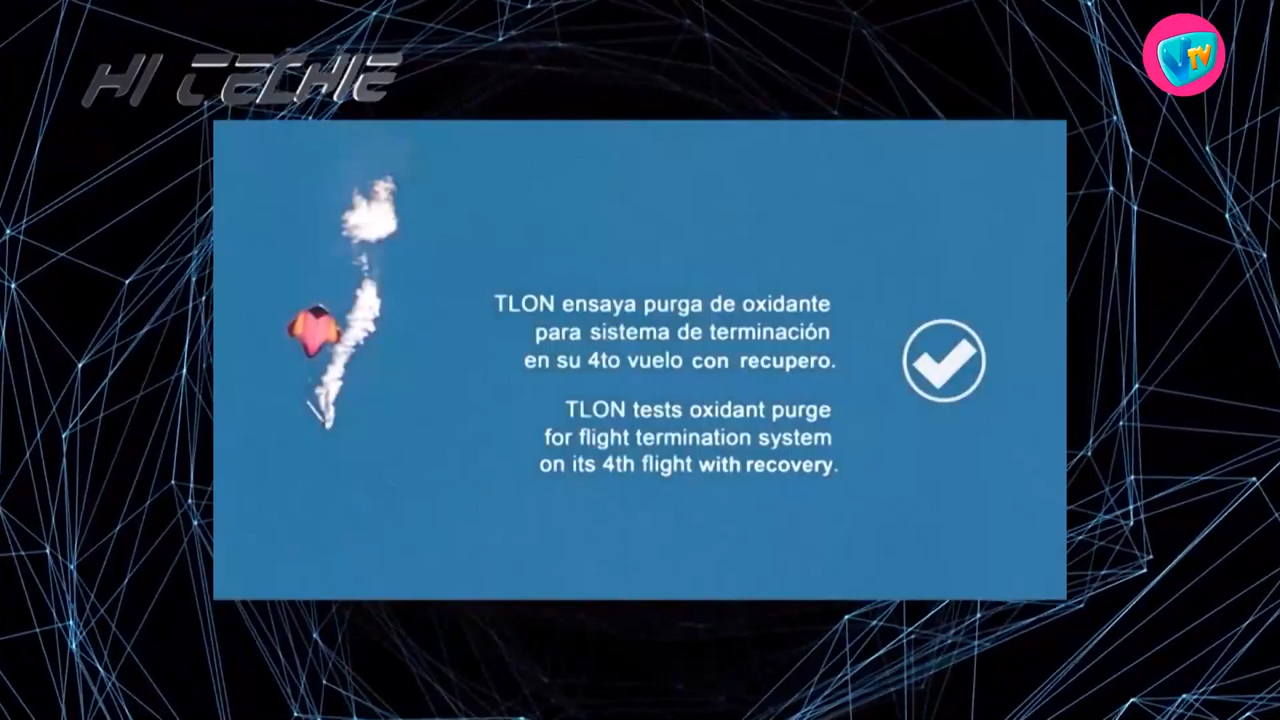 HI TECHIE
VTV
TLON ensaya purga de oxidante
para sistema de terminación
en su 4to vuelo con recupero.
TLON tests oxidant purge
for flight termination system
on its 4th flight with recovery.